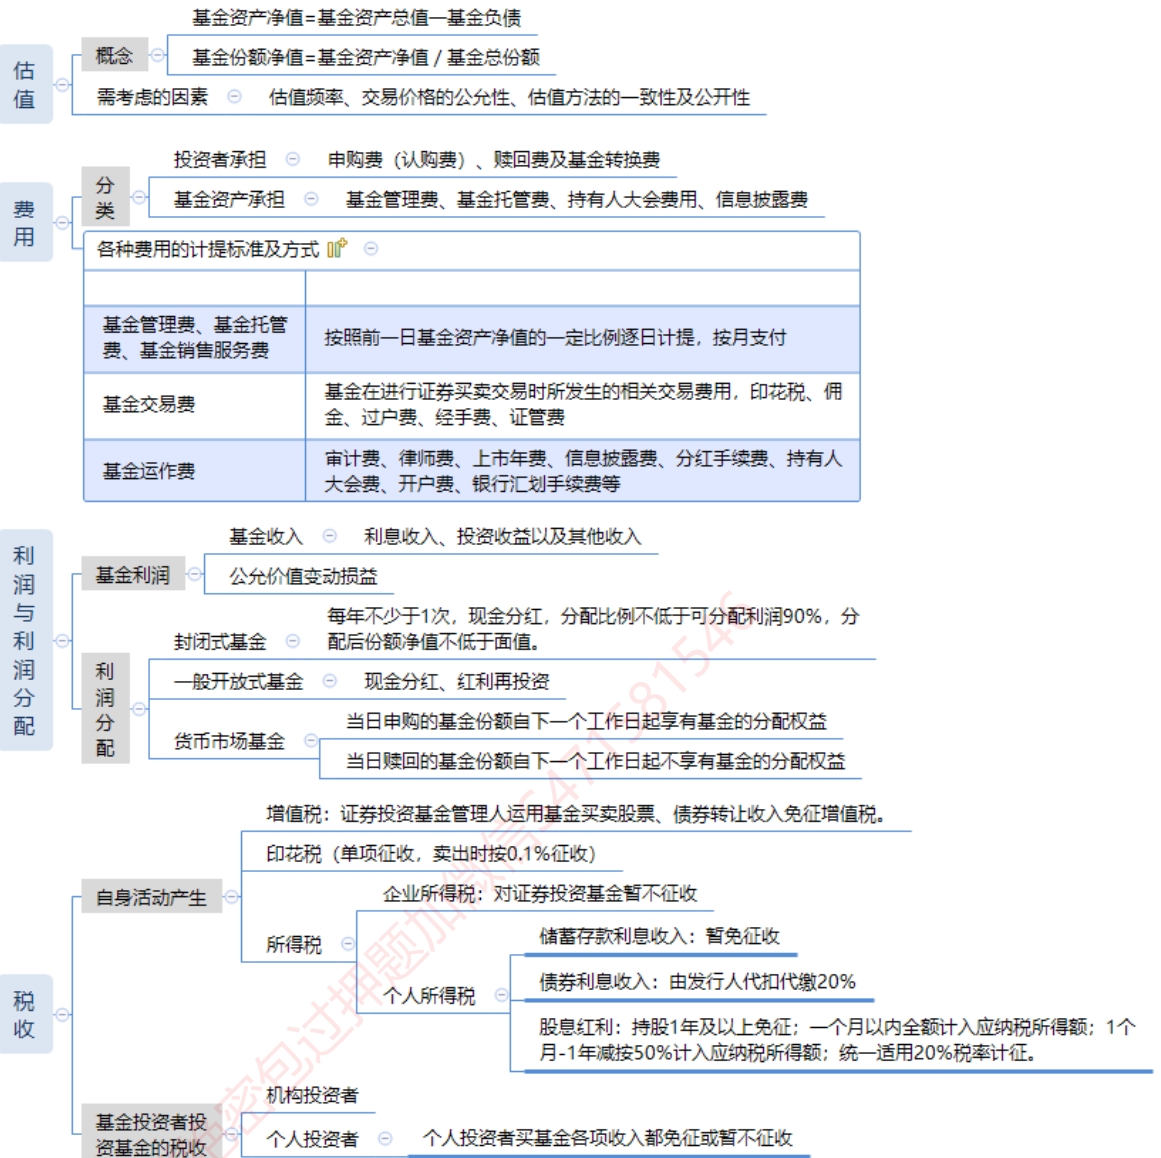 估值
概念
基金资产净值=基金资产总值—基金负债
基金份额净值=基金资产净值 / 基金总份额
需考虑的因素
估值频率、交易价格的公允性、估值方法的一致性及公开性
费用
分类
投资者承担
申购费（认购费）、赎回费及基金转换费
基金资产承担
基金管理费、基金托管费、持有人大会费用、信息披露费
各种费用的计提标准及方式
基金管理费、基金托管
费、基金销售服务费
按照前一日基金资产净值的一定比例逐日计提，按月支付
基金交易费
基金在进行证券买卖交易时所发生的相关交易费用，印花税、佣
金、过户费、经手费、证管费
基金运作费
审计费、律师费、上市年费、信息披露费、分红手续费、持有人
大会费、开户费、银行汇划手续费等
利润与利润分配
基金利润
基金收入
利息收入、投资收益以及其他收入
公允价值变动损益
利润分配
封闭式基金
每年不少于1次，现金分红，分配比例不低于可分配利润90%，分
配后份额净值不低于面值。
一般开放式基金
现金分红、红利再投资
货币市场基金
当日申购的基金份额自下一个工作日起享有基金的分配权益
当日赎回的基金份额自下一个工作日起不享有基金的分配权益
税收
自身活动产生
增值税：证券投资基金管理人运用基金买卖股票、债券转让收入免征增值税。
印花税（单项征收，卖出时按0.1%征收）
所得税
企业所得税：对证券投资基金暂不征收
个人所得税
储蓄存款利息收入：暂免征收
债券利息收入：由发行人代扣代缴20%
股息红利：持股1年及以上免征；一个月以内全额计入应纳税所得额；1个
月-1年减按50%计入应纳税所得额；统一适用20%税率计征。
基金投资者投
资基金的税收
机构投资者
个人投资者
个人投资者买基金各项收入都免征或暂不征收
密包过押题加微信5471581546